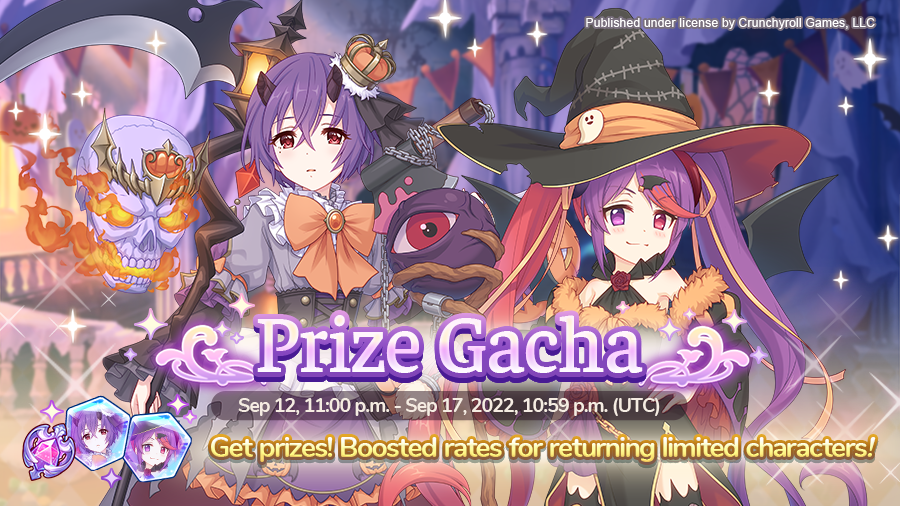 Published under license by Crunchyroll Games, LLC
Prize Gacha
Sep 12, 11:00 p.m. - Sep 17, 2022, 10:59 p.m. (UTC)
Get prizes! Boosted rates for returning limited characters!